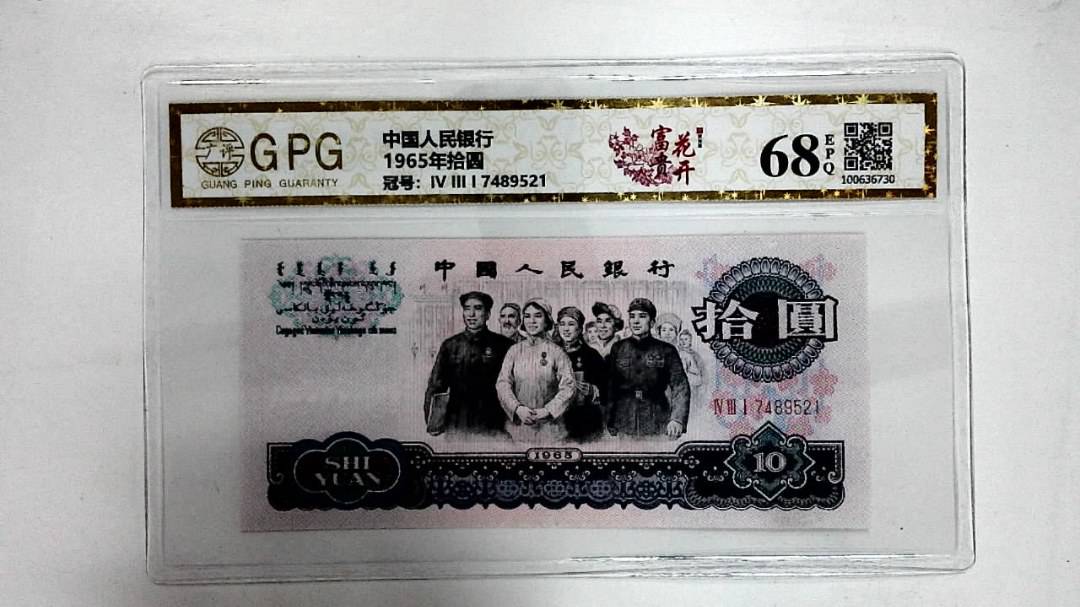 GPG
广评
GUANG PING GUARANTY
中国人民银行
1965年拾圆
冠号: IV III I 7489521
富贵
花开
68
EPQ
100636730
中國人民銀行
拾圓
IV III I 7489521
1965
SHI
YUAN
10